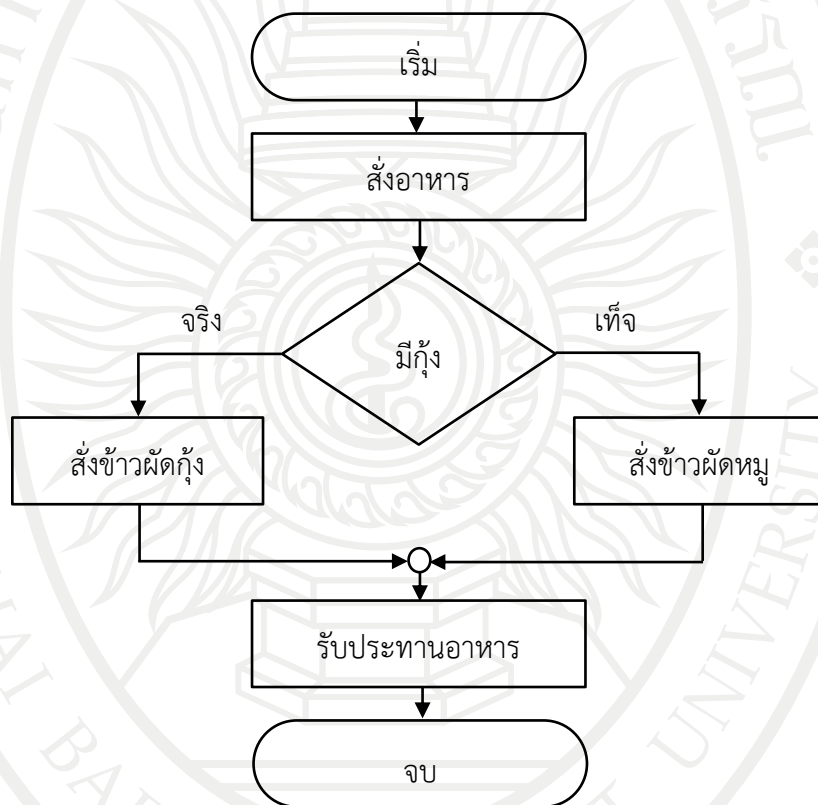 เริ่ม
สั่งอาหาร
จริง
เท็จ
มีกุ้ง
สั่งข้าวผัดกุ้ง
สั่งข้าวผัดหมู
รับประทานอาหาร
จบ
UNIVERSITY